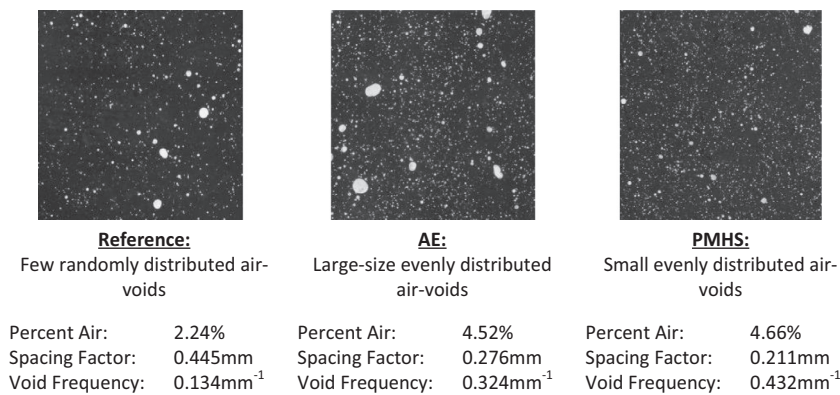 Reference:
Few randomly distributed air-
voids
Percent Air: 2.24%
Spacing Factor: 0.445mm
Void Frequency: 0.134mm⁻¹
AE:
Large-size evenly distributed
air-voids
Percent Air: 4.52%
Spacing Factor: 0.276mm
Void Frequency: 0.324mm⁻¹
PMHS:
Small evenly distributed air-
voids
Percent Air: 4.66%
Spacing Factor: 0.211mm
Void Frequency: 0.432mm⁻¹